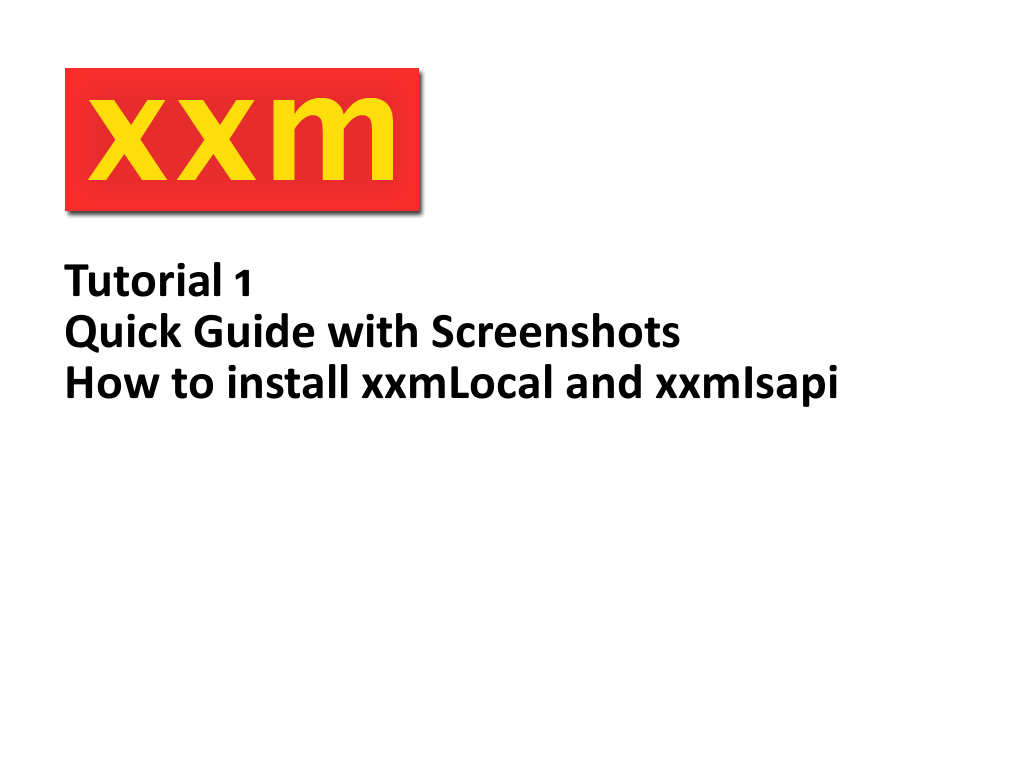 xxm
Tutorial 1
Quick Guide with Screenshots
How to install xxmLocal and xxmIsapi